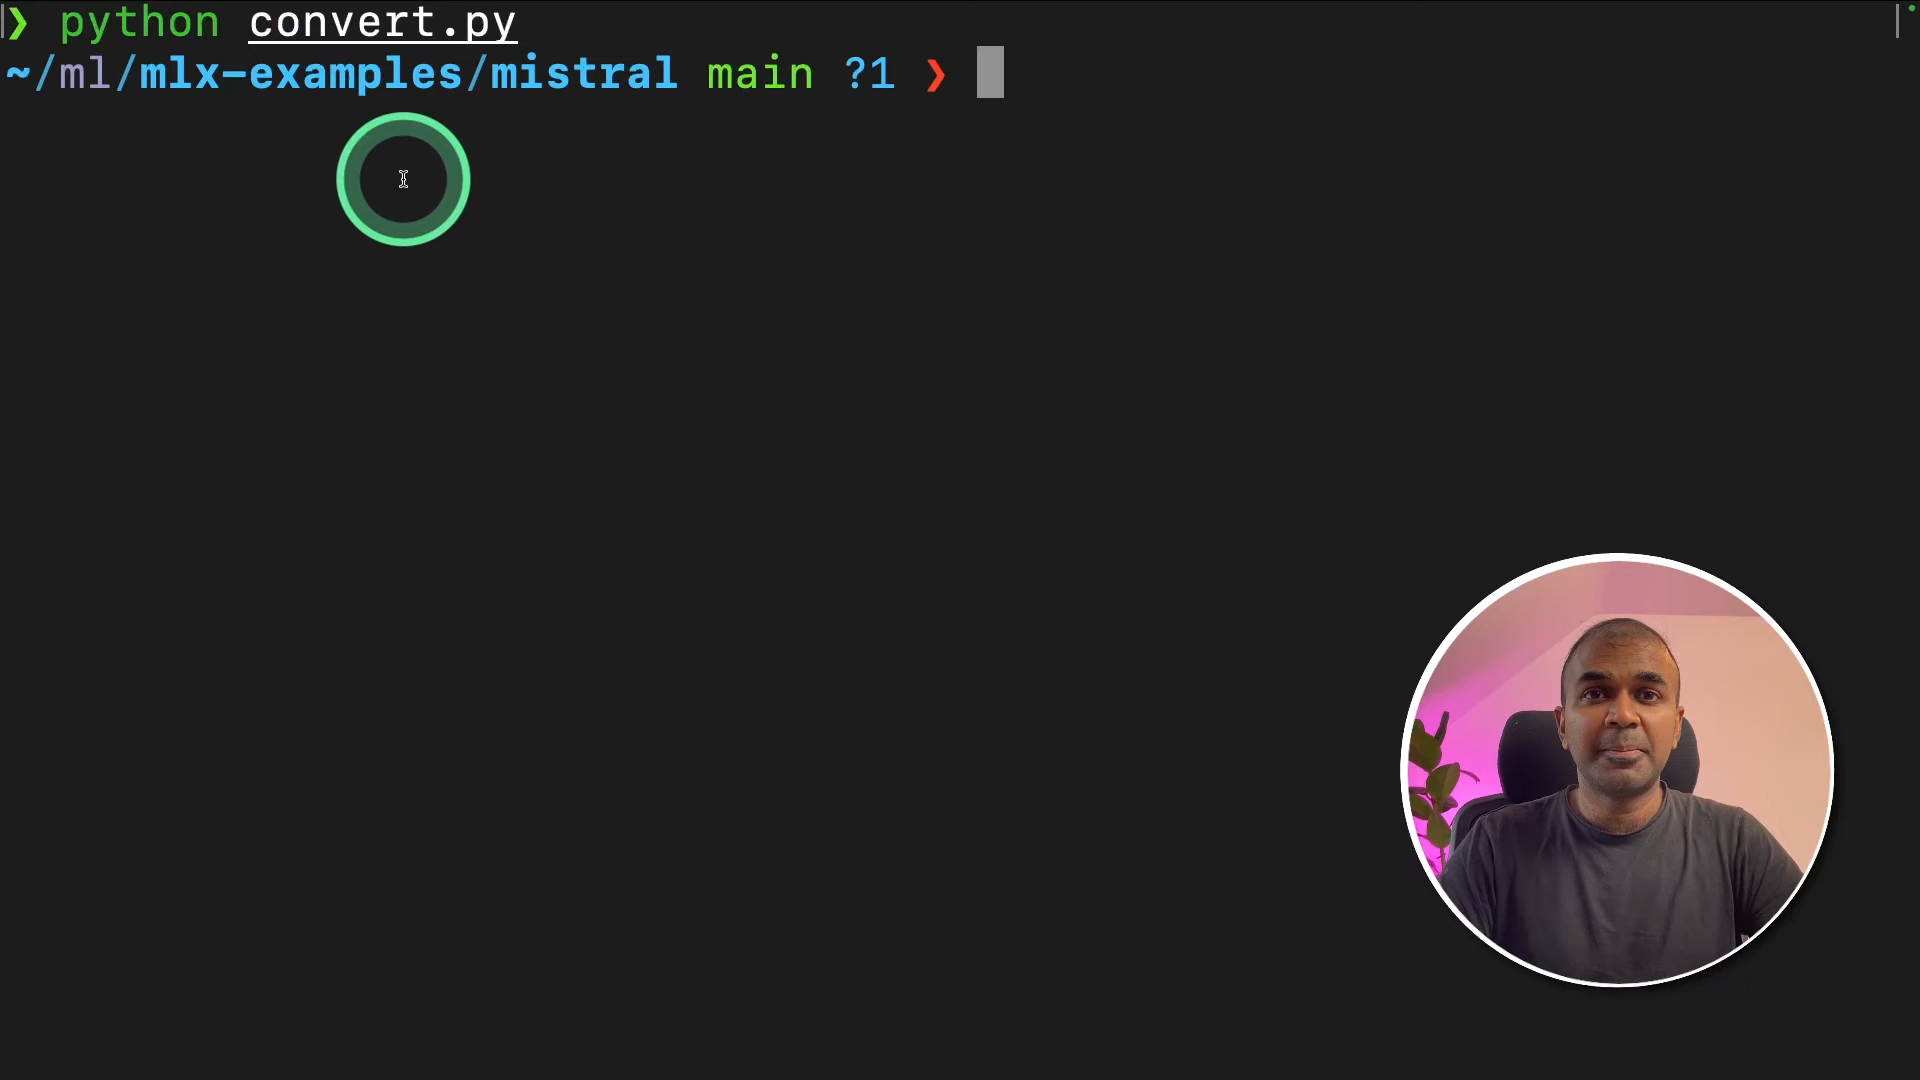 ❯ python convert.py
~/ml/mlx-examples/mistral main ?1 ❯